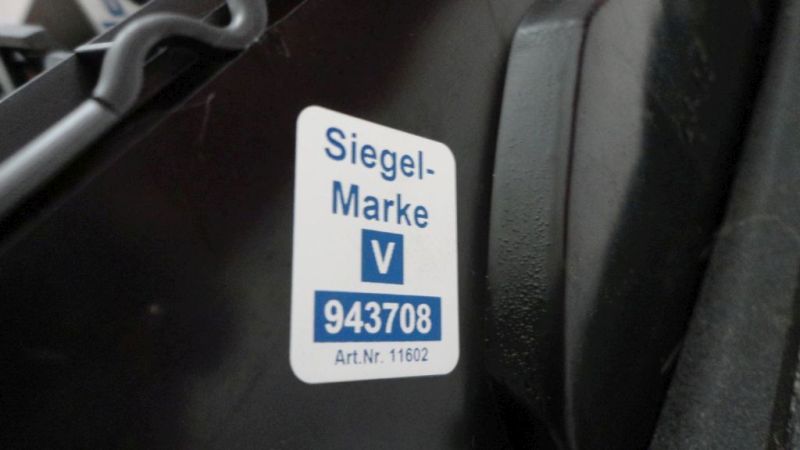 Siegel-
Marke
V
943708
Art.Nr. 11602